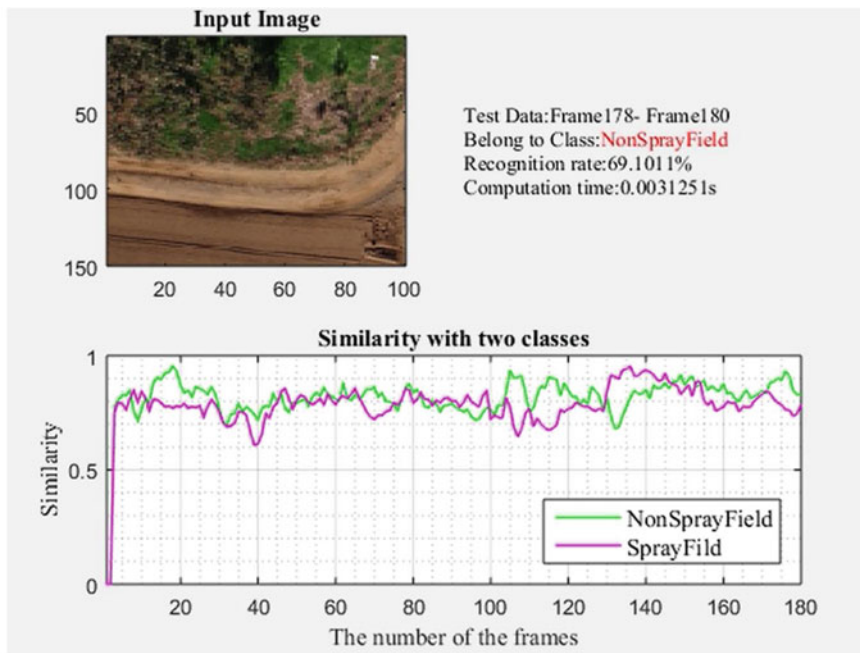 Input Image
50
100
150
20 40 60 80 100
Test Data:Frame178- Frame180
Belong to Class:NonSprayField
Recognition rate:69.1011%
Computation time:0.0031251s
Similarity with two classes
1
0.5
0
Similarity
NonSprayField
SprayFild
20 40 60 80 100 120 140 160 180
The number of the frames